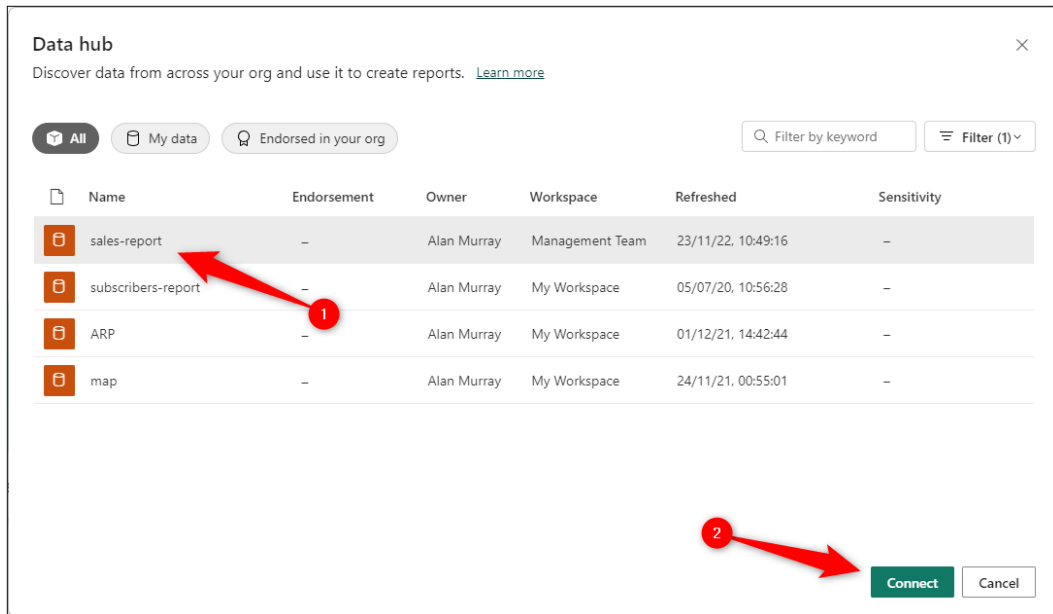 Data hub
Discover data from across your org and use it to create reports. Learn more
All My data Endorsed in your org Filter by keyword Filter (1)
Name Endorsement Owner Workspace Refreshed Sensitivity
sales-report – Alan Murray Management Team 23/11/22, 10:49:16 –
subscribers-report – Alan Murray My Workspace 05/07/20, 10:56:28 –
1
ARP – Alan Murray My Workspace 01/12/21, 14:42:44 –
map – Alan Murray My Workspace 24/11/21, 00:55:01 –
2
Connect Cancel